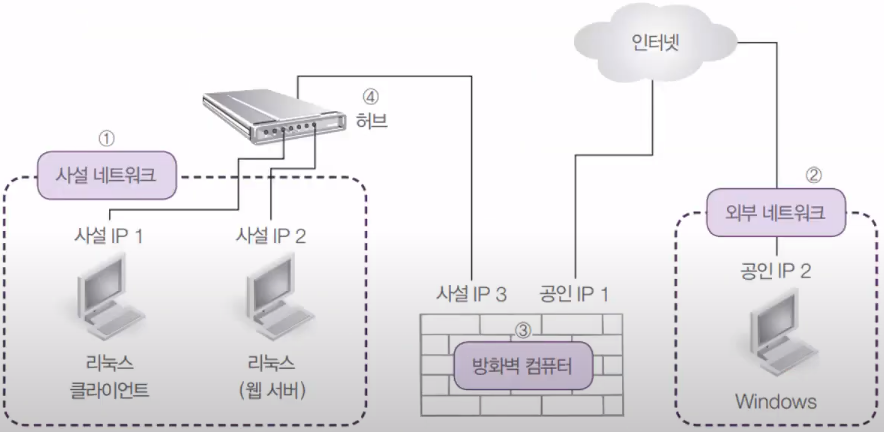 인터넷
④
허브
①
사설 네트워크
②
외부 네트워크
사설 IP 1
사설 IP 2
공인 IP 2
사설 IP 3
공인 IP 1
③
방화벽 컴퓨터
리눅스
클라이언트
리눅스
(웹 서버)
Windows